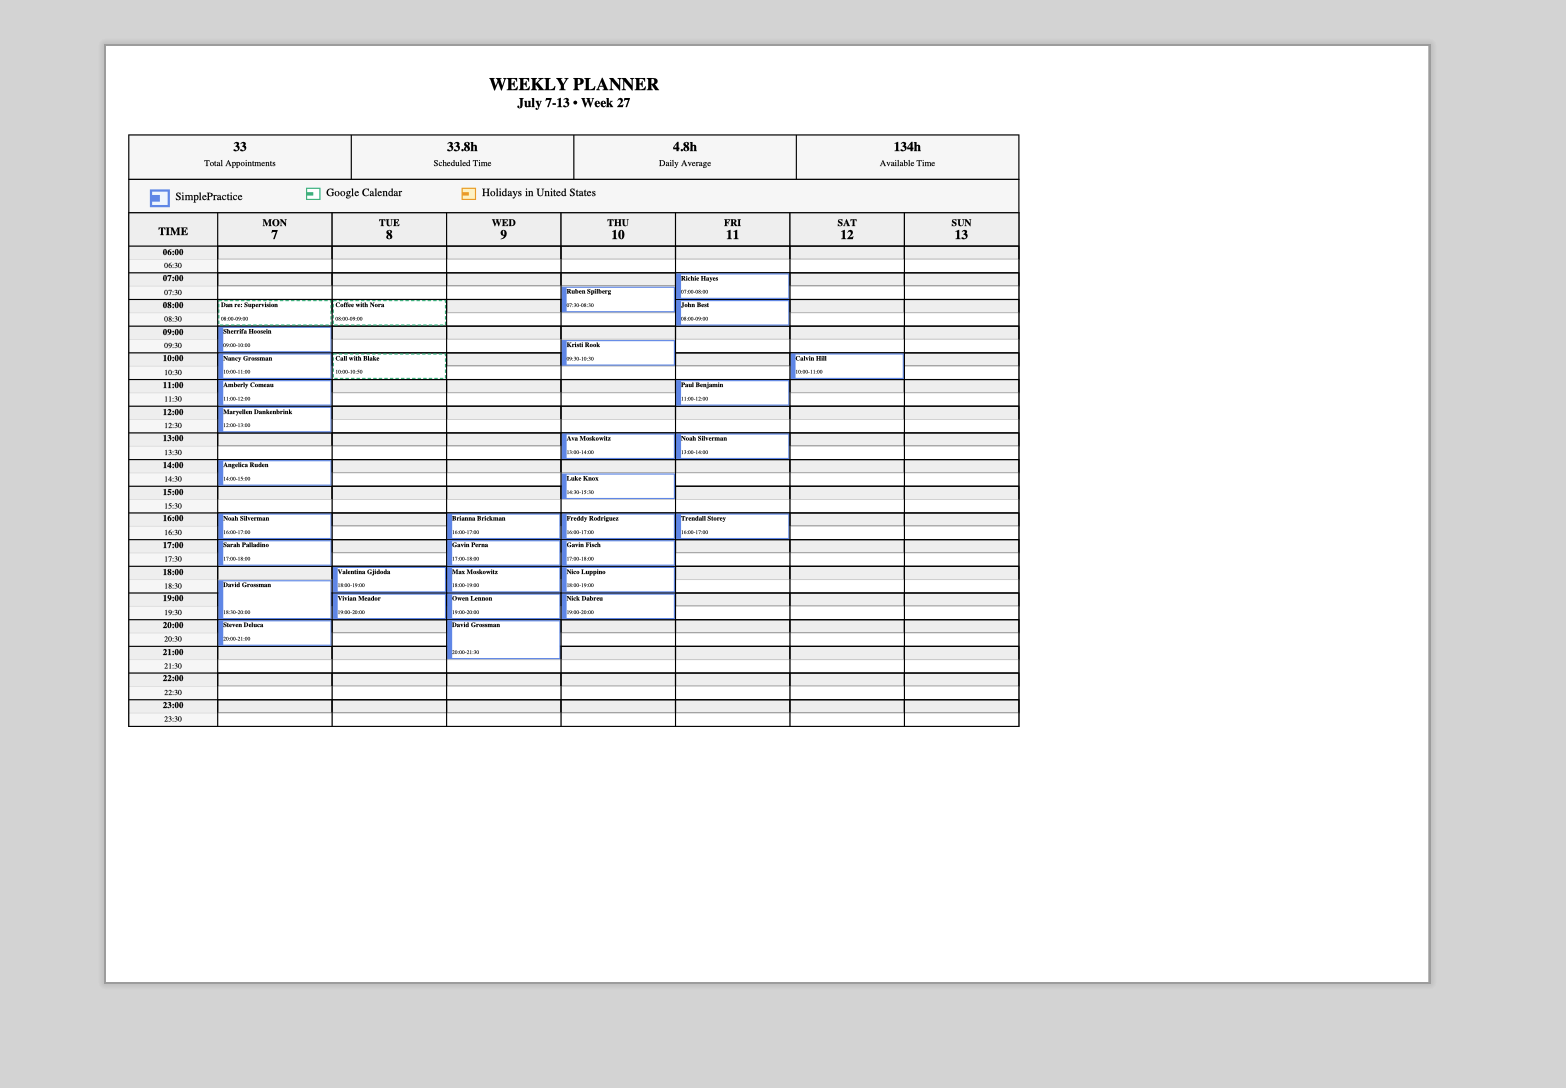 WEEKLY PLANNER
July 7-13 • Week 27
33 33.8h 4.8h 134h
Total Appointments Scheduled Time Daily Average Available Time
SimplePractice Google Calendar Holidays in United States
TIME MON TUE WED THU FRI SAT SUN
7 8 9 10 11 12 13
06:00
06:30
07:00 Richie Hayes
07:30 Ruben Spilberg 07:00-08:00
08:00 Dan re: Supervision Coffee with Nora 07:30-08:30 John Best
08:30 08:00-09:00 08:00-09:00 08:00-09:00
09:00 Sherrifa Hoosein
09:30 09:00-10:00 Kristi Rook
10:00 Nancy Grossman Call with Blake 09:30-10:30 Calvin Hill
10:30 10:00-11:00 10:00-10:30 10:00-11:00
11:00 Amberly Comeau Paul Benjamin
11:30 11:00-12:00 11:00-12:00
12:00 Maryellen Dankenbrink
12:30 12:00-13:00
13:00 Ava Moskowitz Noah Silverman
13:30 13:00-14:00 13:00-14:00
14:00 Angelica Ruden
14:30 14:00-15:00 Luke Knox
15:00 14:30-15:30
15:30
16:00 Noah Silverman Brianna Brickman Freddy Rodriguez Trendall Storey
16:30 16:00-17:00 16:00-17:00 16:00-17:00 16:00-17:00
17:00 Sarah Palladino Gavin Perna Gavin Fisch
17:30 17:00-18:00 17:00-18:00 17:00-18:00
18:00 Valentina Gjidoda Max Moskowitz Nico Luppino
18:30 David Grossman 18:00-19:00 18:00-19:00 18:00-19:00
19:00 Vivian Meador Owen Lennon Nick Dabreu
19:30 18:30-20:00 19:00-20:00 19:00-20:00 19:00-20:00
20:00 Steven Deluca David Grossman
20:30 20:00-21:00
21:00 20:00-21:30
21:30
22:00
22:30
23:00
23:30